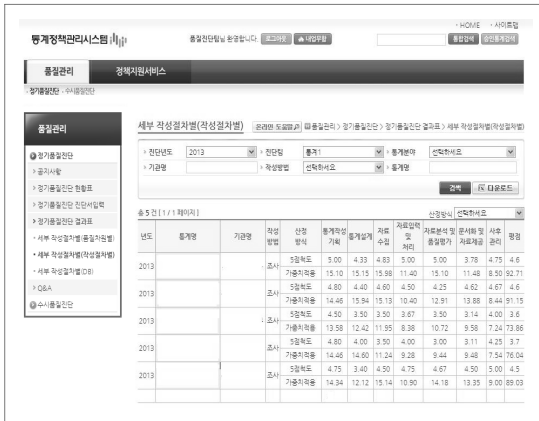 · HOME · 사이트맵
통계정책관리시스템
품질진단팀님 환영합니다. 로그아웃 내업무함 통합검색 승인통계검색
품질관리 정책지원서비스
· 정기품질진단 · 수시품질진단
품질관리
정기품질진단
> 공지사항
> 정기품질진단 현황표
> 정기품질진단 진단서입력
> 정기품질진단 결과표
• 세부 작성절차별(품질차원별)
• 세부 작성절차별(작성절차별)
• 세부 작성절차별(DB)
> Q&A
수시품질진단
세부 작성절차별(작성절차별) 온라인 도움말 품질관리 > 정기품질진단 > 정기품질진단 결과표 > 세부 작성절차별(작성절차별)
› 진단년도 2013 › 진단팀 통계1 › 통계분야 선택하세요
› 기관명 › 작성방법 선택하세요 › 통계명
검색 다운로드
총 5 건 [ 1 / 1 페이지 ] 산정방식 선택하세요
년도 통계명 기관명 작성방법 산정방식 통계작성기획 통계설계 자료수집 자료입력 및 처리 자료분석 및 품질평가 문서화 및 자료제공 사후관리 평점
2013 조사 5점척도 5.00 4.33 4.83 5.00 5.00 3.78 4.75 4.6
가중치적용 15.10 15.15 15.98 11.40 15.10 11.48 8.50 92.71
2013 조사 5점척도 4.80 4.40 4.60 4.50 4.25 4.62 4.67 4.6
가중치적용 14.46 15.94 15.13 10.40 12.91 13.88 8.44 91.15
2013 조사 5점척도 4.50 3.50 3.50 3.67 3.50 3.14 4.00 3.6
가중치적용 13.58 12.42 11.95 8.38 10.72 9.58 7.24 73.86
2013 조사 5점척도 4.80 4.00 3.50 4.00 3.00 3.11 4.25 3.7
가중치적용 14.46 14.60 11.24 9.28 9.44 9.48 7.54 76.04
2013 조사 5점척도 4.75 3.40 4.50 4.75 4.67 4.50 5.00 4.5
가중치적용 14.34 12.12 15.14 10.90 14.18 13.35 9.00 89.03